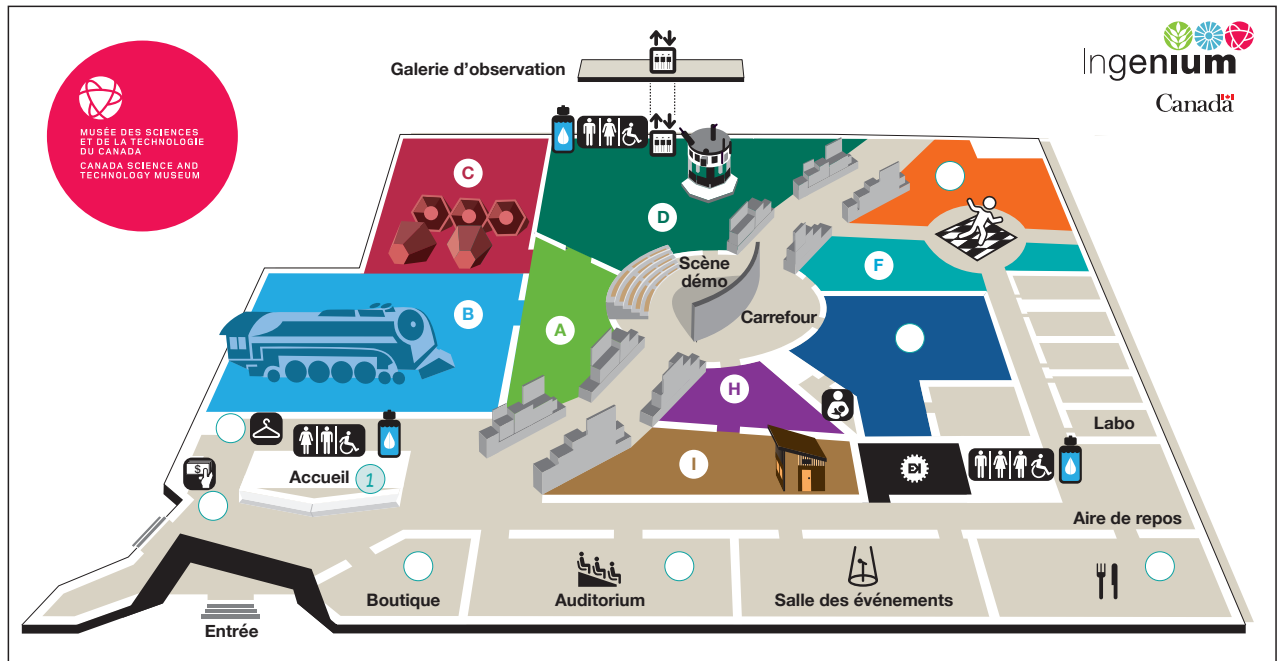 MUSÉE DES SCIENCES
ET DE LA TECHNOLOGIE
DU CANADA
CANADA SCIENCE AND
TECHNOLOGY MUSEUM
Ingenium
Canada
Galerie d'observation
C
D
Scène
démo
F
B
A
Carrefour
H
Labo
I
$
Accueil
1
Aire de repos
Boutique
Auditorium
Salle des événements
Entrée